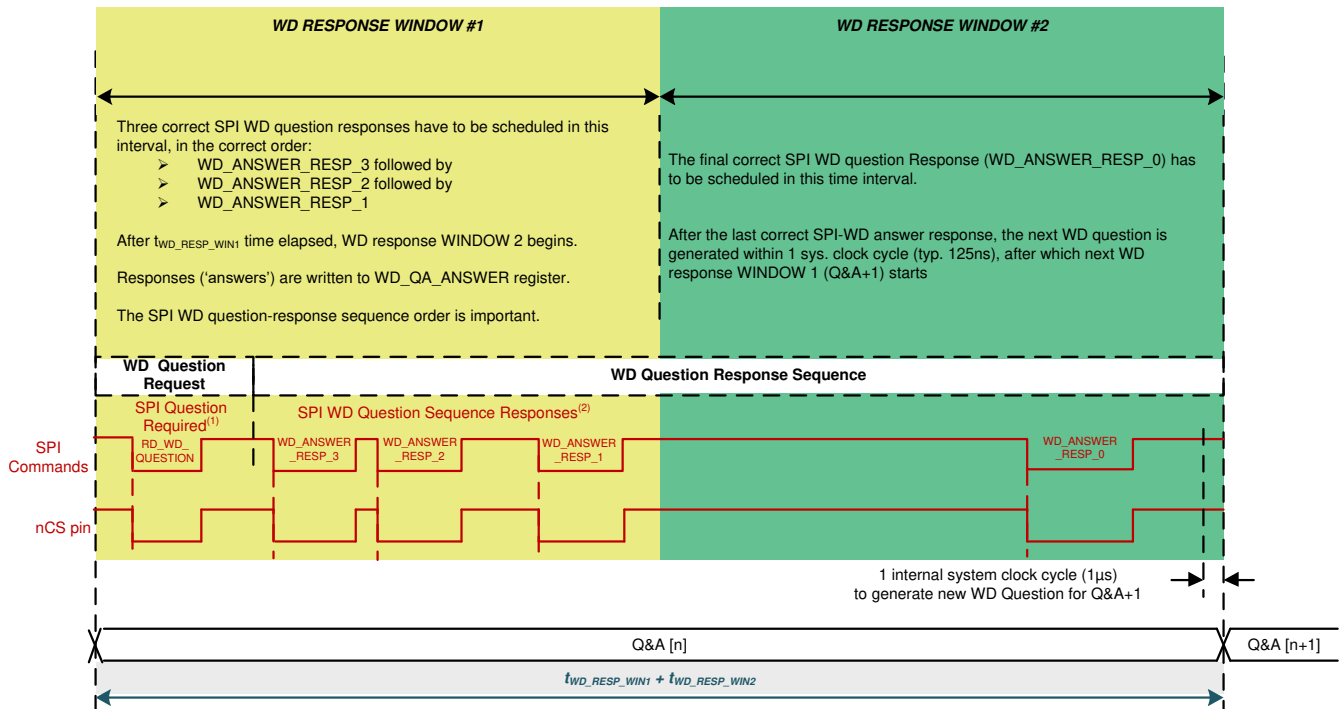 WD RESPONSE WINDOW #1
WD RESPONSE WINDOW #2
Three correct SPI WD question responses have to be scheduled in this
interval, in the correct order:
➢ WD_ANSWER_RESP_3 followed by
➢ WD_ANSWER_RESP_2 followed by
➢ WD_ANSWER_RESP_1
After tWD_RESP_WIN1 time elapsed, WD response WINDOW 2 begins.
Responses (‘answers’) are written to WD_QA_ANSWER register.
The SPI WD question-response sequence order is important.
The final correct SPI WD question Response (WD_ANSWER_RESP_0) has
to be scheduled in this time interval.
After the last correct SPI-WD answer response, the next WD question is
generated within 1 sys. clock cycle (typ. 125ns), after which next WD
response WINDOW 1 (Q&A+1) starts
WD Question
Request
WD Question Response Sequence
SPI Question
Required(1)
SPI WD Question Sequence Responses(2)
SPI
Commands
RD_WD_
QUESTION
WD_ANSWER
_RESP_3
WD_ANSWER
_RESP_2
WD_ANSWER
_RESP_1
WD_ANSWER
_RESP_0
nCS pin
1 internal system clock cycle (1µs)
to generate new WD Question for Q&A+1
Q&A [n]
Q&A [n+1]
tWD_RESP_WIN1 + tWD_RESP_WIN2